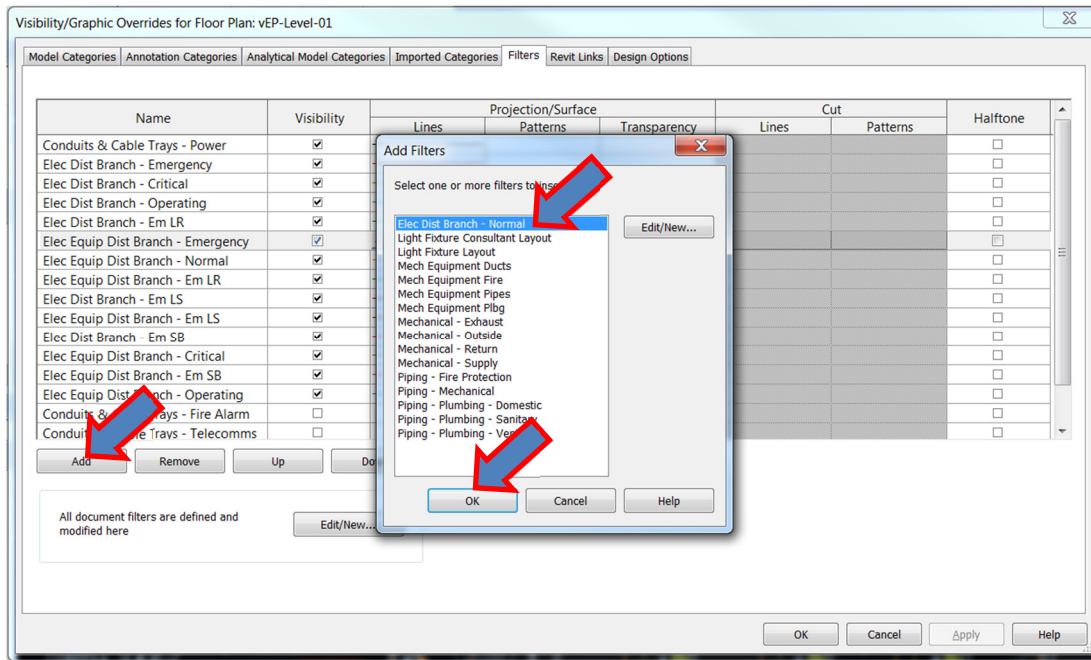 Visibility/Graphic Overrides for Floor Plan: vEP-Level-01
Model Categories Annotation Categories Analytical Model Categories Imported Categories Filters Revit Links Design Options
Name Visibility Projection/Surface Cut Halftone
Lines Patterns Transparency Lines Patterns
Conduits & Cable Trays - Power
Elec Dist Branch - Emergency
Elec Dist Branch - Critical
Elec Dist Branch - Operating
Elec Dist Branch - Em LR
Elec Equip Dist Branch - Emergency
Elec Equip Dist Branch - Normal
Elec Equip Dist Branch - Em LR
Elec Dist Branch - Em LS
Elec Equip Dist Branch - Em LS
Elec Dist Branch - Em SB
Elec Equip Dist Branch - Critical
Elec Equip Dist Branch - Em SB
Elec Equip Dist Branch - Operating
Conduits & Trays - Fire Alarm
Trays - Telecomms
Add Remove Up
All document filters are defined and
modified here
Edit/New...
Add Filters
Select one or more filters to
Elec Dist Branch - Normal
Light Fixture Consultant Layout
Light Fixture Layout
Mech Equipment Ducts
Mech Equipment Fire
Mech Equipment Pipes
Mech Equipment Plbg
Mechanical - Exhaust
Mechanical - Outside
Mechanical - Return
Mechanical - Supply
Piping - Fire Protection
Piping - Mechanical
Piping - Plumbing - Domestic
Piping - Plumbing - Sanitary
Piping - Plumbing -
Edit/New...
OK Cancel Help
OK Cancel Apply Help